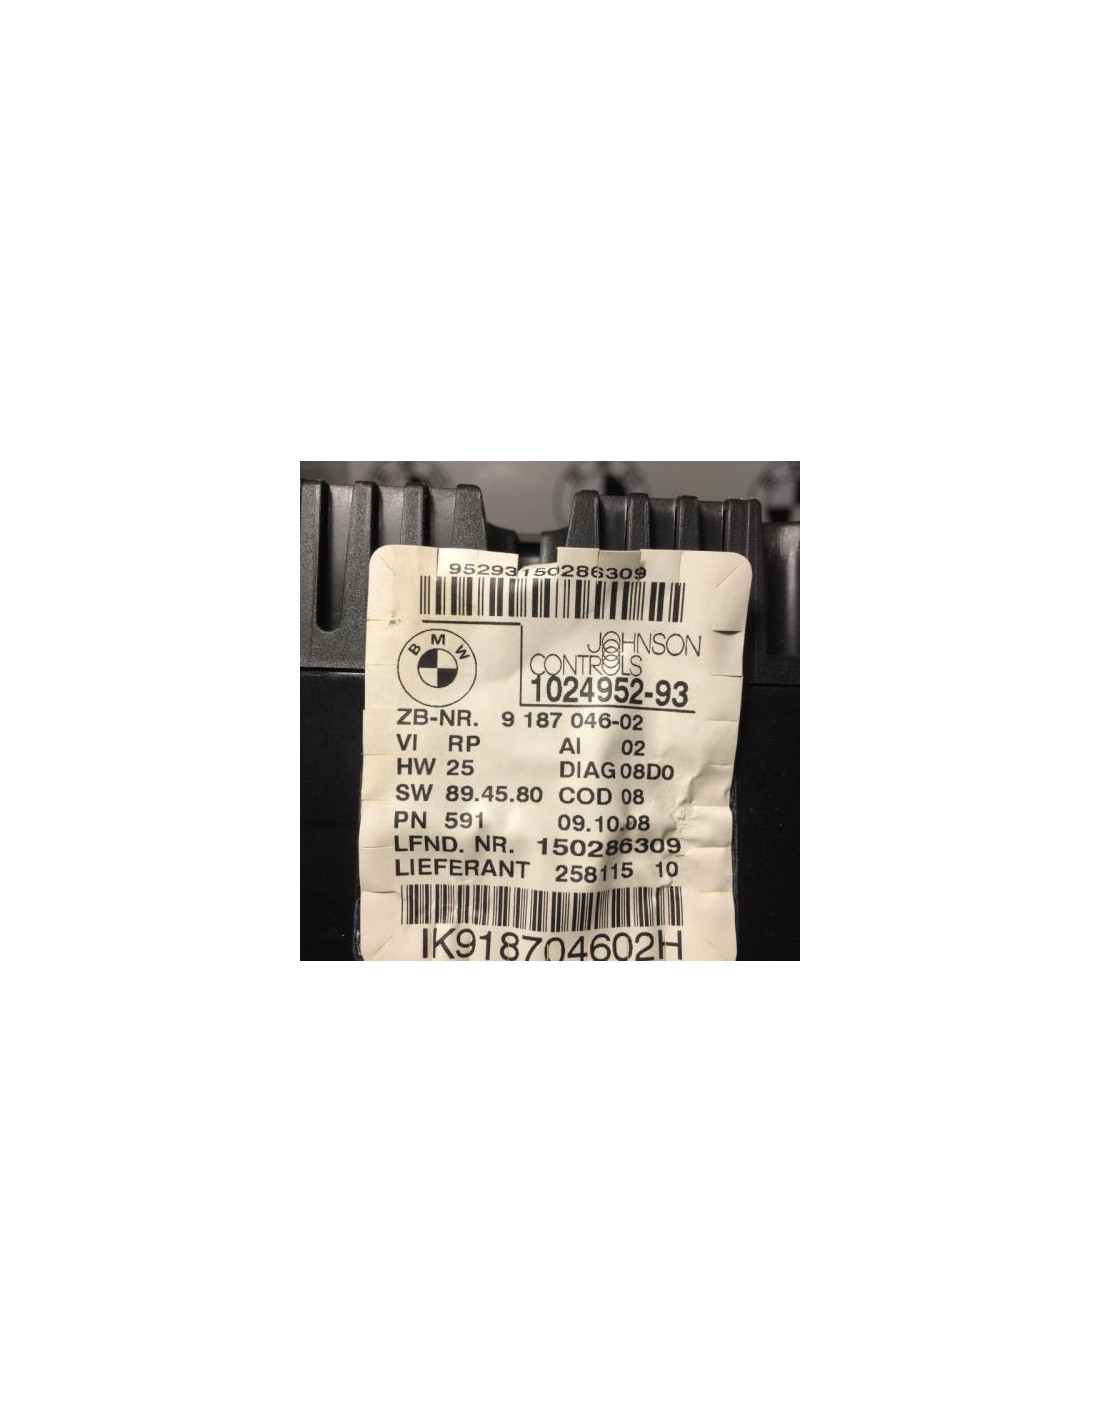 95293150286309
BMW
JOHNSON
CONTROLS
1024952-93
ZB-NR. 9 187 046-02
VI RP AI 02
HW 25 DIAG 08D0
SW 89.45.80 COD 08
PN 591 09.10.08
LFND. NR. 150286309
LIEFERANT 258115 10
IK918704602H